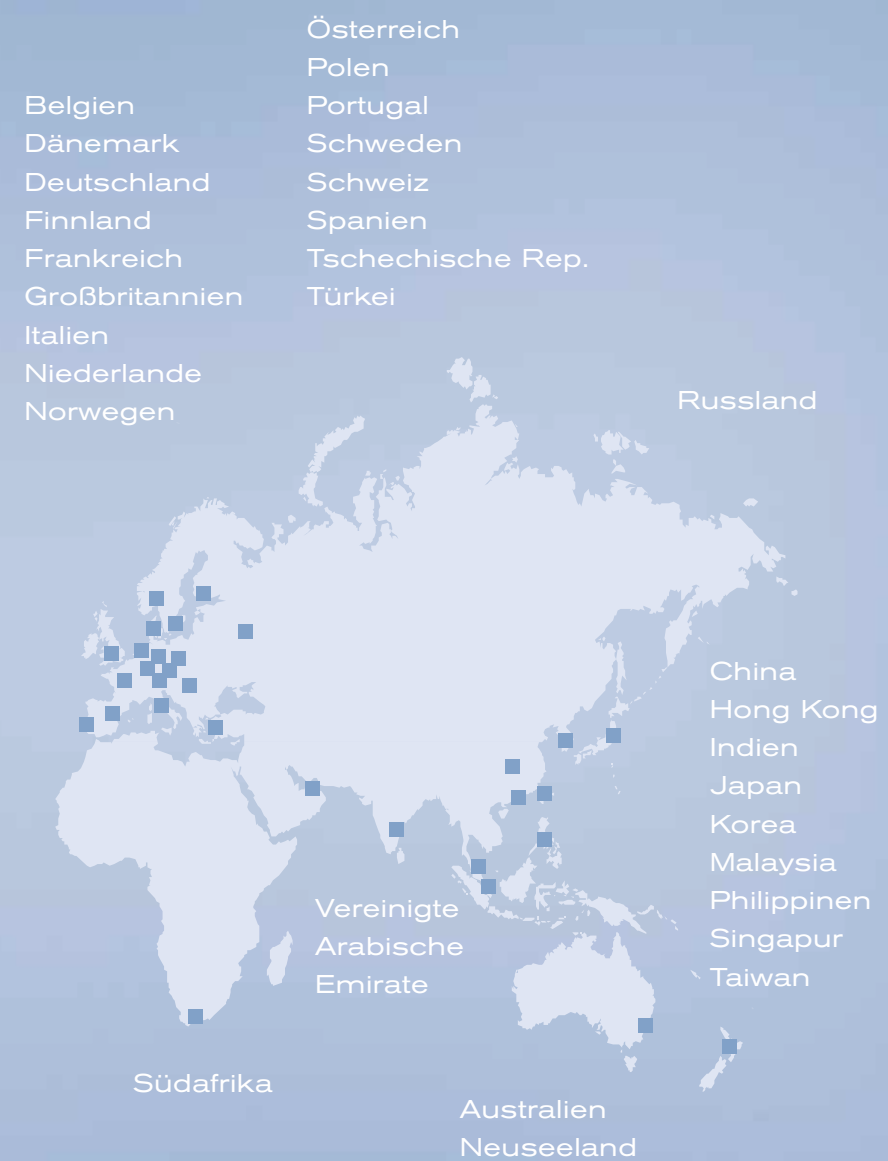 Belgien
Dänemark
Deutschland
Finnland
Frankreich
Großbritannien
Italien
Niederlande
Norwegen
Österreich
Polen
Portugal
Schweden
Schweiz
Spanien
Tschechische Rep.
Türkei
Russland
China
Hong Kong
Indien
Japan
Korea
Malaysia
Philippinen
Singapur
Taiwan
Vereinigte
Arabische
Emirate
Südafrika
Australien
Neuseeland